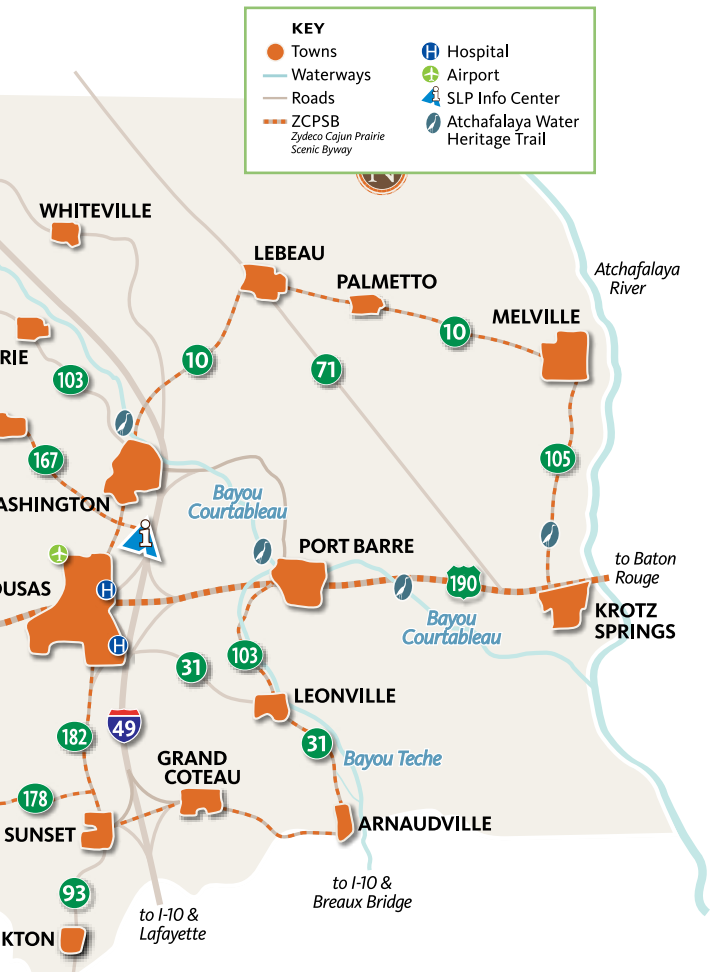 KEY
Towns
Waterways
Roads
ZCPSB
Zydeco Cajun Prairie
Scenic Byway
Hospital
Airport
SLP Info Center
Atchafalaya Water
Heritage Trail
N
WHITEVILLE
LEBEAU
PALMETTO
MELVILLE
Atchafalaya
River
RIE
103
10
71
10
167
105
ASHINGTON
Bayou
Courtableau
i
PORT BARRE
to Baton
Rouge
OUSAS
H
190
KROTZ
SPRINGS
Bayou
Courtableau
H
31
103
LEONVILLE
182
49
31
Bayou Teche
GRAND
COTEAU
178
SUNSET
ARNAUDVILLE
93
to I-10 &
Breaux Bridge
to I-10 &
Lafayette
KTON